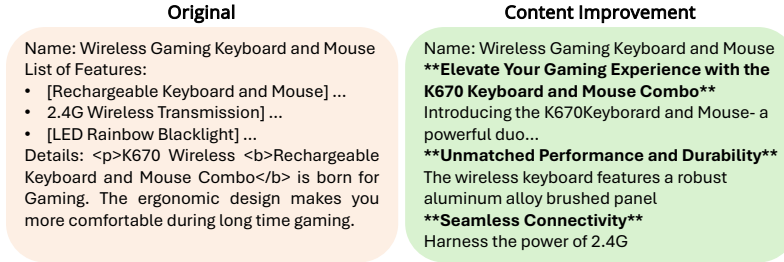 Original
Name: Wireless Gaming Keyboard and Mouse
List of Features:
• [Rechargeable Keyboard and Mouse] ...
• 2.4G Wireless Transmission] ...
• [LED Rainbow Blacklight] ...
Details: <p>K670 Wireless <b>Rechargeable
Keyboard and Mouse Combo</b> is born for
Gaming. The ergonomic design makes you
more comfortable during long time gaming.
Content Improvement
Name: Wireless Gaming Keyboard and Mouse
**Elevate Your Gaming Experience with the
K670 Keyboard and Mouse Combo**
Introducing the K670Keyborard and Mouse- a
powerful duo...
**Unmatched Performance and Durability**
The wireless keyboard features a robust
aluminum alloy brushed panel
**Seamless Connectivity**
Harness the power of 2.4G